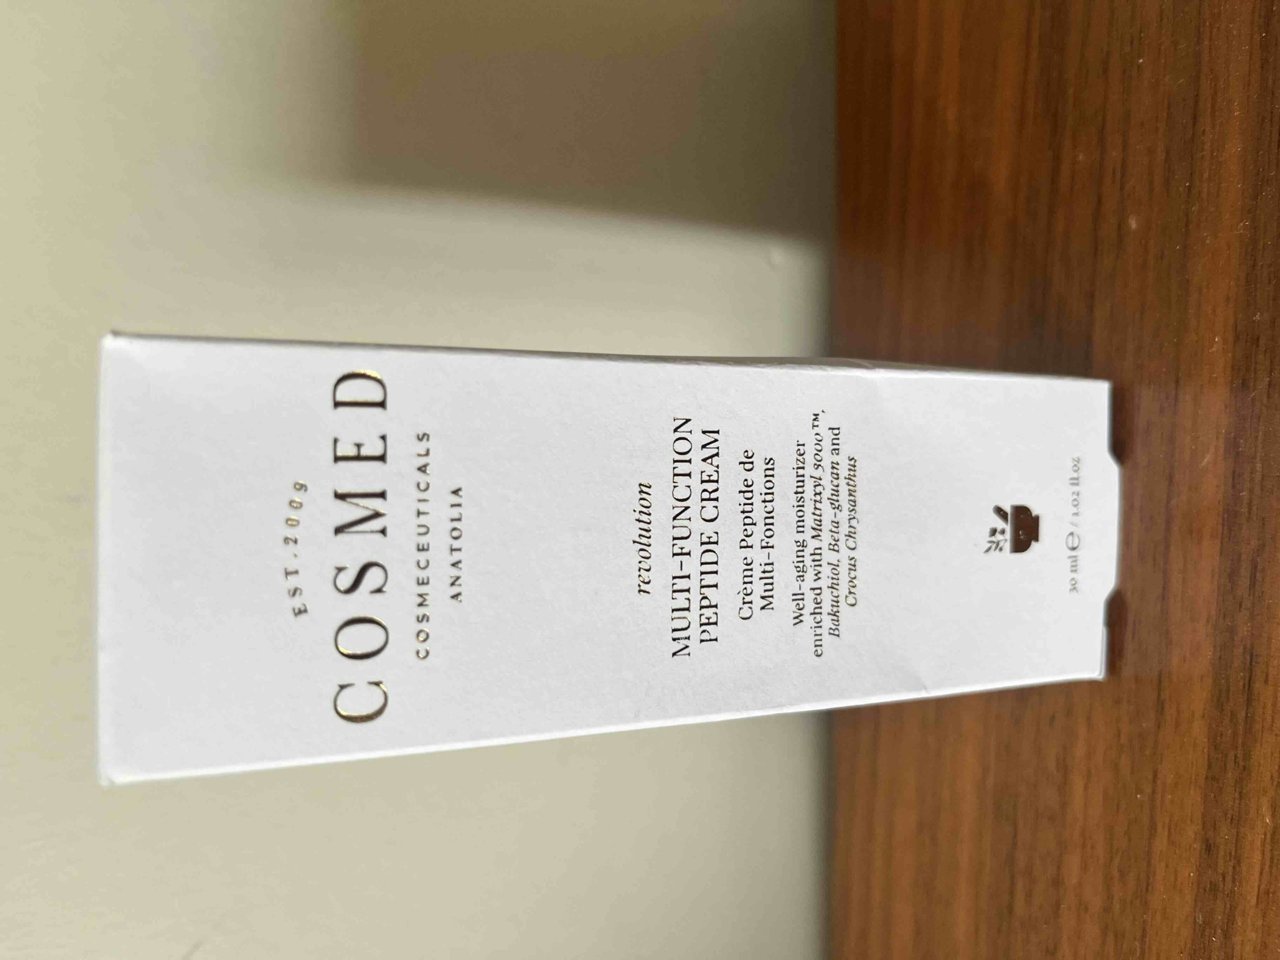 EST.2009
COSMED
COSMECEUTICALS
ANATOLIA
revolution
MULTI-FUNCTION
PEPTIDE CREAM
Crème Peptide de
Multi-Fonctions
Well-aging moisturizer
enriched with Matrixyl 3000™,
Bakuchiol, Beta-glucan and
Crocus Chrysanthus
30 ml ℮ / 1.02 fl.oz